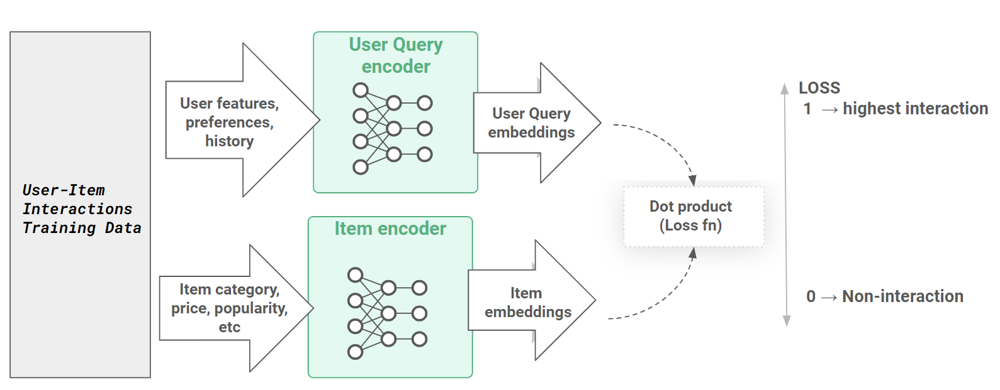 User-Item
Interactions
Training Data
User features,
preferences,
history
User Query
encoder
User Query
embeddings
Item category,
price, popularity,
etc
Item encoder
Item
embeddings
Dot product
(Loss fn)
LOSS
1 → highest interaction
0 → Non-interaction